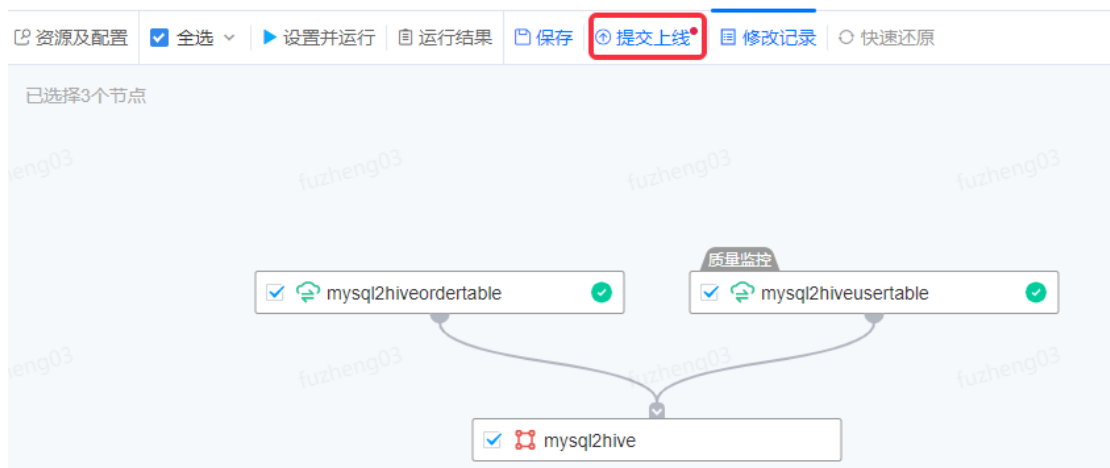 资源及配置 全选 设置并运行 运行结果 保存 提交上线 修改记录 快速还原
已选择3个节点
heng03 fuzheng03 fuzheng03 fuzheng03
质量监控
mysql2hiveordertable mysql2hiveusertable
heng03 fuzheng03 fuzheng03 fuzheng03
mysql2hive